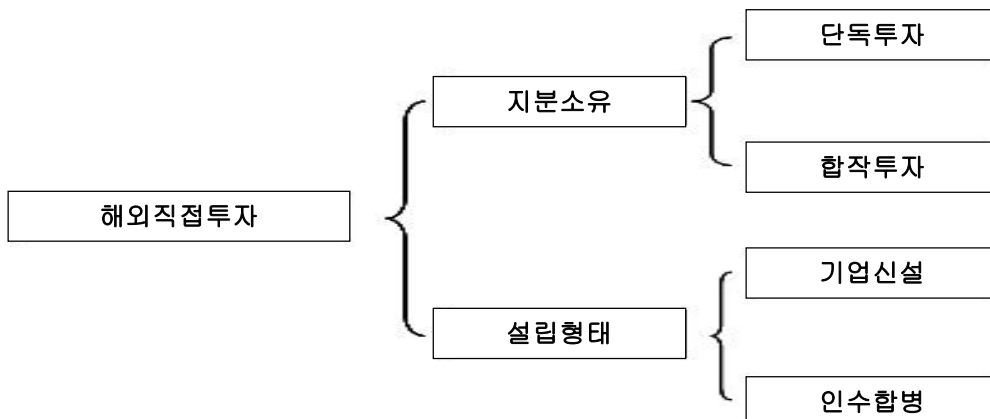 해외직접투자
지분소유
단독투자
합작투자
설립형태
기업신설
인수합병